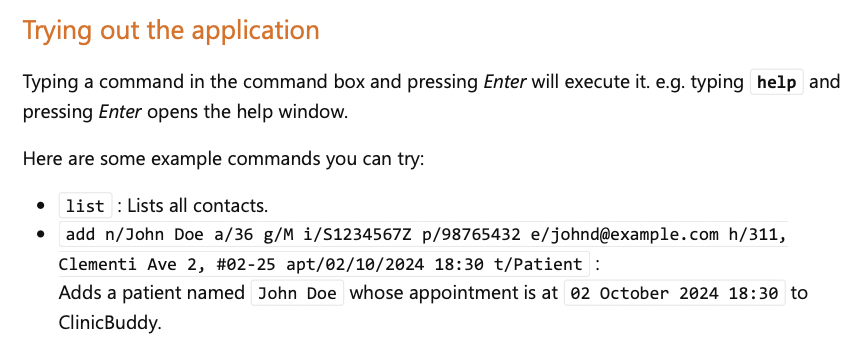 Trying out the application
Typing a command in the command box and pressing Enter will execute it. e.g. typing help and
pressing Enter opens the help window.
Here are some example commands you can try:
• list : Lists all contacts.
• add n/John Doe a/36 g/M i/S1234567Z p/98765432 e/johnd@example.com h/311,
Clementi Ave 2, #02-25 apt/02/10/2024 18:30 t/Patient :
Adds a patient named John Doe whose appointment is at 02 October 2024 18:30 to
ClinicBuddy.